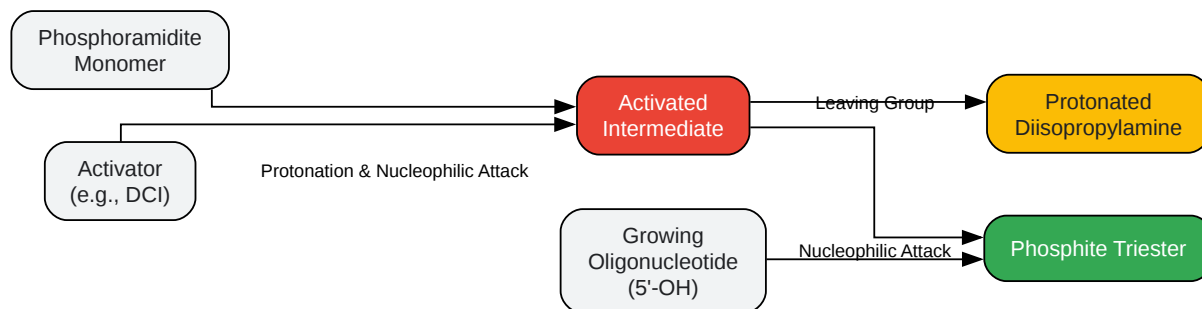 Phosphoramidite
Monomer
Activator
(e.g., DCI)
Protonation & Nucleophilic Attack
Activated
Intermediate
Leaving Group
Protonated
Diisopropylamine
Growing
Oligonucleotide
(5'-OH)
Nucleophilic Attack
Phosphite Triester